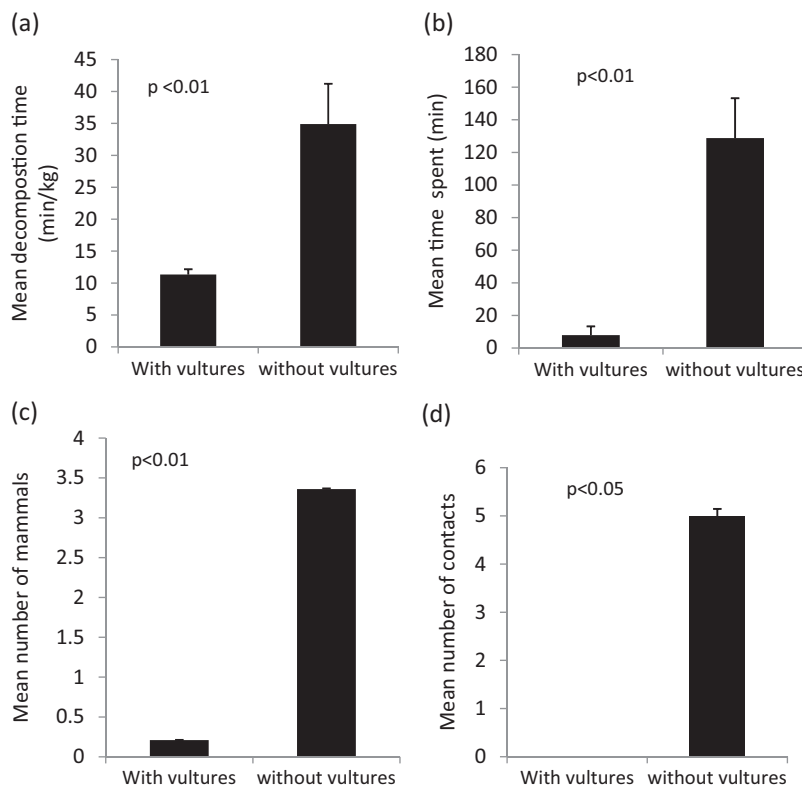 (a)
Mean decompostion time
(min/kg)
45
40
35
30
25
20
15
10
5
0
p <0.01
With vultures
without vultures
(b)
Mean time spent (min)
180
160
140
120
100
80
60
40
20
0
p<0.01
With vultures
without vultures
(c)
Mean number of mammals
4
3.5
3
2.5
2
1.5
1
0.5
0
p<0.01
With vultures
without vultures
(d)
Mean number of contacts
6
5
4
3
2
1
0
p<0.05
With vultures
without vultures